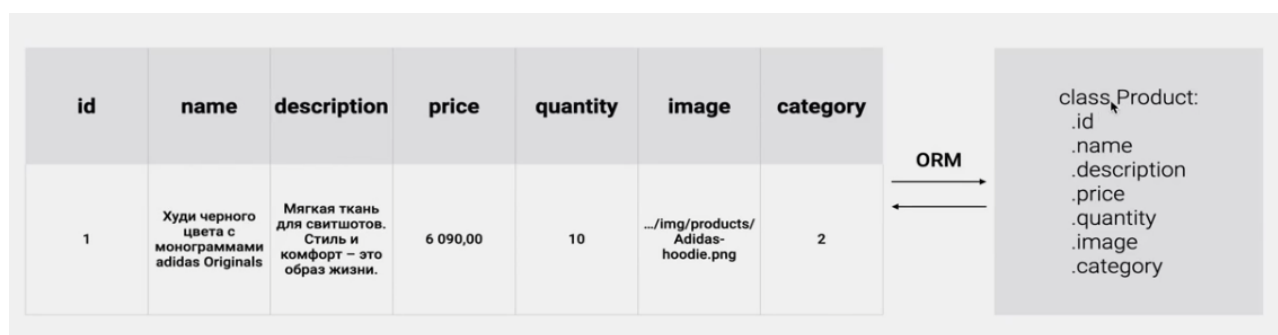 id name description price quantity image category
1
Худи черного
цвета с
монограммами
adidas Originals
Мягкая ткань
для свитшотов.
Стиль и
комфорт – это
образ жизни.
6 090,00
10
.../img/products/
Adidas-
hoodie.png
2
ORM
class Product:
.id
.name
.description
.price
.quantity
.image
.category